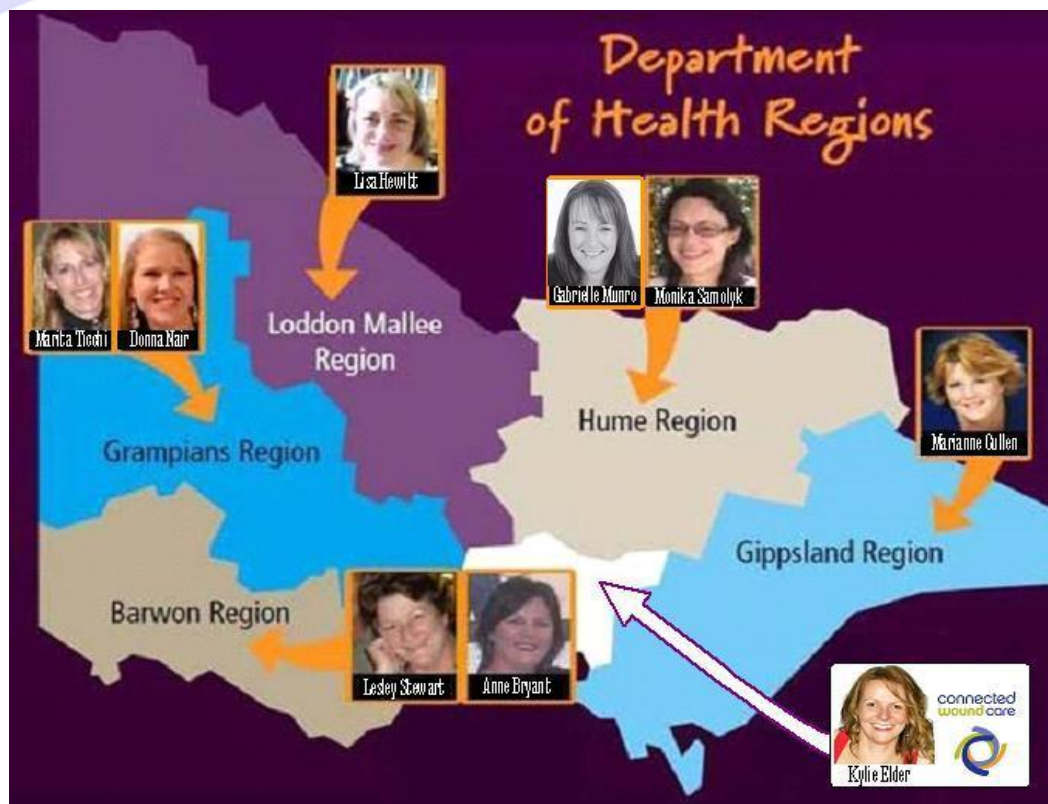 Department
of Health Regions
Lisa Hewitt
Gabrielle Munro
Monika Samolyk
Marita Ticchi
Donna Nair
Loddon Mallee
Region
Hume Region
Marianne Cullen
Grampians Region
Gippsland Region
Barwon Region
Lesley Stewart
Anne Bryant
connected
wound care
Kylie Elder